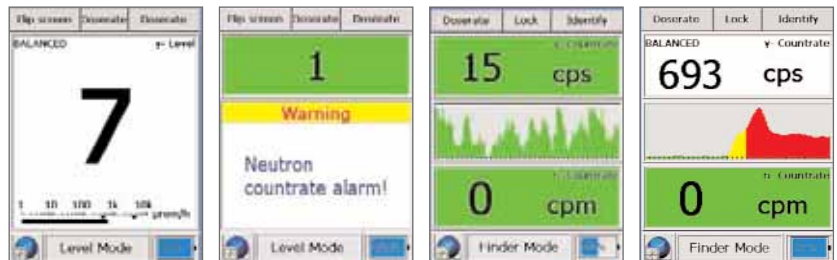 Flip screen Doserate Doserate
BALANCED γ- Level
7
1 10 100 1k 10k
µrem/h
Level Mode
Flip screen Doserate Doserate
1
Warning
Neutron
countrate alarm!
Level Mode
Doserate Lock Identify
γ- Countrate
15 cps
n- Countrate
0 cpm
Finder Mode
Doserate Lock Identify
BALANCED γ- Countrate
693 cps
n- Countrate
0 cpm
Finder Mode